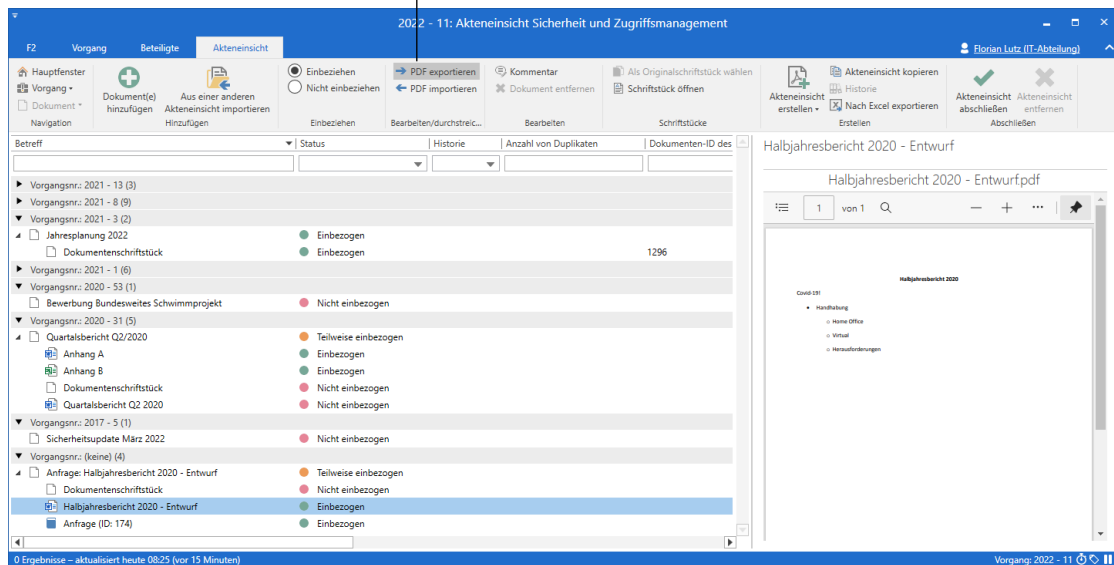 2022 - 11: Akteneinsicht Sicherheit und Zugriffsmanagement
F2 Vorgang Beteiligte Akteneinsicht Florian Lutz (IT-Abteilung)
Hauptfenster
Vorgang
Dokument
Navigation
Dokument(e) hinzufügen
Aus einer anderen Akteneinsicht importieren
Hinzufügen
Einbeziehen
Nicht einbeziehen
Einbeziehen
PDF exportieren
PDF importieren
Bearbeiten/durchstreic...
Kommentar
Dokument entfernen
Bearbeiten
Als Originalschriftstück wählen
Schriftstück öffnen
Schriftstücke
Akteneinsicht erstellen
Akteneinsicht kopieren
Historie
Nach Excel exportieren
Erstellen
Akteneinsicht abschließen
Akteneinsicht entfernen
Abschließen
Betreff Status Historie Anzahl von Duplikaten Dokumenten-ID des
Vorgangsnr.: 2021 - 13 (3)
Vorgangsnr.: 2021 - 8 (9)
Vorgangsnr.: 2021 - 3 (2)
Jahresplanung 2022 Einbezogen
Dokumentenschriftstück Einbezogen 1296
Vorgangsnr.: 2021 - 1 (6)
Vorgangsnr.: 2020 - 53 (1)
Bewerbung Bundesweites Schwimmprojekt Nicht einbezogen
Vorgangsnr.: 2020 - 31 (5)
Quartalsbericht Q2/2020 Teilweise einbezogen
Anhang A Einbezogen
Anhang B Einbezogen
Dokumentenschriftstück Nicht einbezogen
Quartalsbericht Q2 2020 Nicht einbezogen
Vorgangsnr.: 2017 - 5 (1)
Sicherheitsupdate März 2022 Nicht einbezogen
Vorgangsnr.: (keine) (4)
Anfrage: Halbjahresbericht 2020 - Entwurf Teilweise einbezogen
Dokumentenschriftstück Nicht einbezogen
Halbjahresbericht 2020 - Entwurf Einbezogen
Anfrage (ID: 174) Einbezogen
Halbjahresbericht 2020 - Entwurf
Halbjahresbericht 2020 - Entwurf.pdf
1 von 1
Halbjahresbericht 2020
Covid-19!
Handhabung
Home Office
Virtual
Herausforderungen
0 Ergebnisse – aktualisiert heute 08:25 (vor 15 Minuten) Vorgang: 2022 - 11